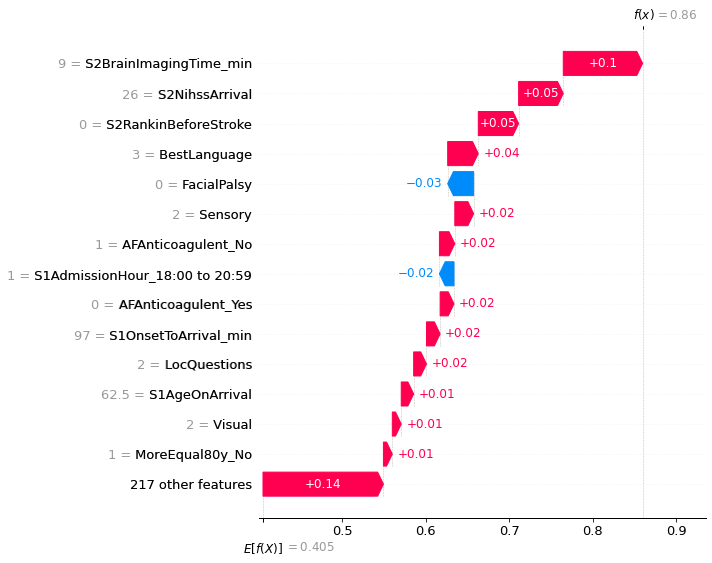 f(x) = 0.86
9 = S2BrainImagingTime_min +0.1
26 = S2NihssArrival +0.05
0 = S2RankinBeforeStroke +0.05
3 = BestLanguage +0.04
0 = FacialPalsy −0.03
2 = Sensory +0.02
1 = AFAnticoagulent_No +0.02
1 = S1AdmissionHour_18:00 to 20:59 −0.02
0 = AFAnticoagulent_Yes +0.02
97 = S1OnsetToArrival_min +0.02
2 = LocQuestions +0.02
62.5 = S1AgeOnArrival +0.01
2 = Visual +0.01
1 = MoreEqual80y_No +0.01
217 other features +0.14
0.5 0.6 0.7 0.8 0.9
E[f(X)] = 0.405